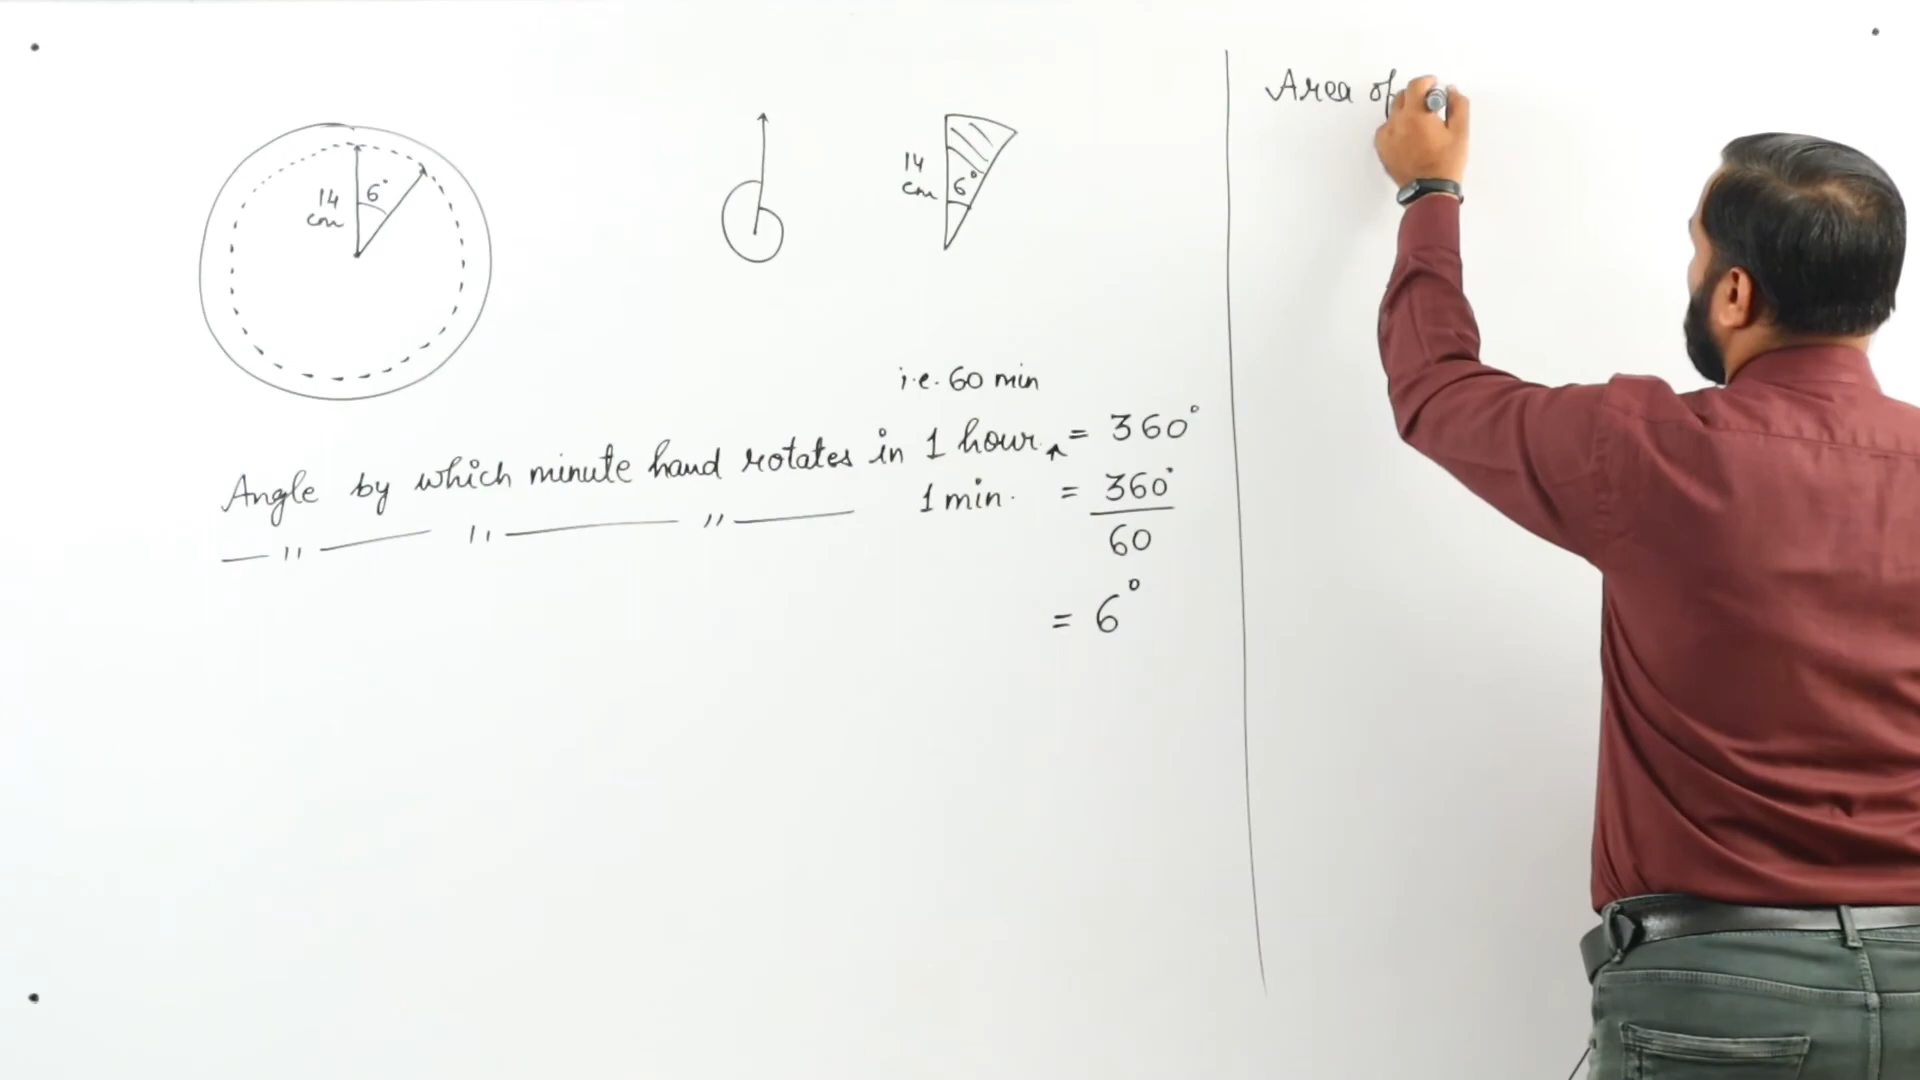 14
cm
6°
14
cm
6°
i.e. 60 min
Angle by which minute hand rotates in 1 hour = 360°
— " — " — " — 1 min. = 360°
60
= 6°
Area of